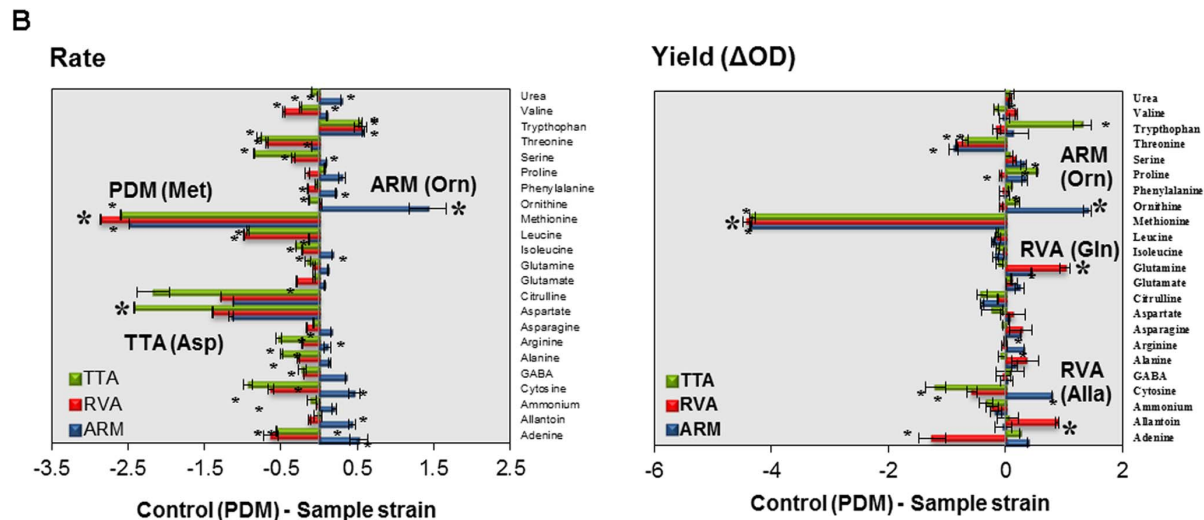 B
Rate
Urea
Valine
Trypthophan
Threonine
Serine
Proline
Phenylalanine
Ornithine
Methionine
Leucine
Isoleucine
Glutamine
Glutamate
Citrulline
Aspartate
Asparagine
Arginine
Alanine
GABA
Cytosine
Ammonium
Allantoin
Adenine
PDM (Met)
ARM (Orn)
TTA (Asp)
TTA
RVA
ARM
-3.5 -2.5 -1.5 -0.5 0.5 1.5 2.5
Control (PDM) - Sample strain
Yield (ΔOD)
Urea
Valine
Trypthophan
Threonine
Serine
Proline
Phenylalanine
Ornithine
Methionine
Leucine
Isoleucine
Glutamine
Glutamate
Citrulline
Aspartate
Asparagine
Arginine
Alanine
GABA
Cytosine
Ammonium
Allantoin
Adenine
ARM
(Orn)
RVA (Gln)
RVA
(Alla)
TTA
RVA
ARM
-6 -4 -2 0 2
Control (PDM) - Sample strain